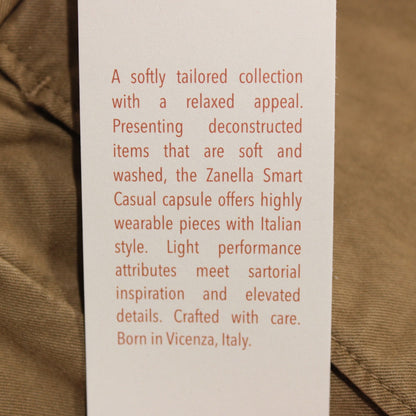 A softly tailored collection
with a relaxed appeal.
Presenting deconstructed
items that are soft and
washed, the Zanella Smart
Casual capsule offers highly
wearable pieces with Italian
style. Light performance
attributes meet sartorial
inspiration and elevated
details. Crafted with care.
Born in Vicenza, Italy.